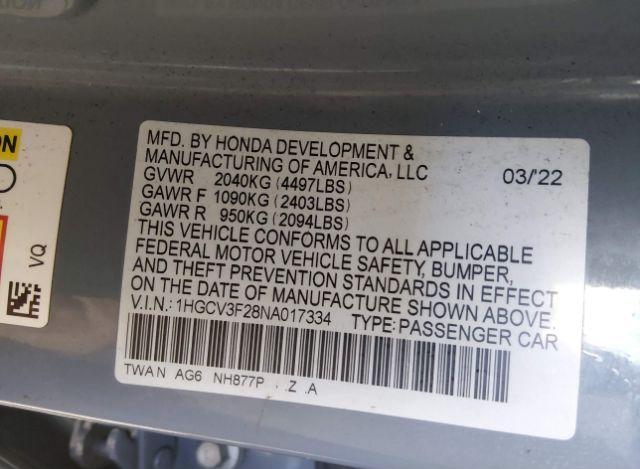 ON
VQ
MFD. BY HONDA DEVELOPMENT &
MANUFACTURING OF AMERICA, LLC 03/'22
GVWR 2040KG (4497LBS)
GAWR F 1090KG (2403LBS)
GAWR R 950KG (2094LBS)
THIS VEHICLE CONFORMS TO ALL APPLICABLE
FEDERAL MOTOR VEHICLE SAFETY, BUMPER,
AND THEFT PREVENTION STANDARDS IN EFFECT
ON THE DATE OF MANUFACTURE SHOWN ABOVE.
V.I.N.: 1HGCV3F28NA017334 TYPE: PASSENGER CAR
TWA N AG6 NH877P . Z .A